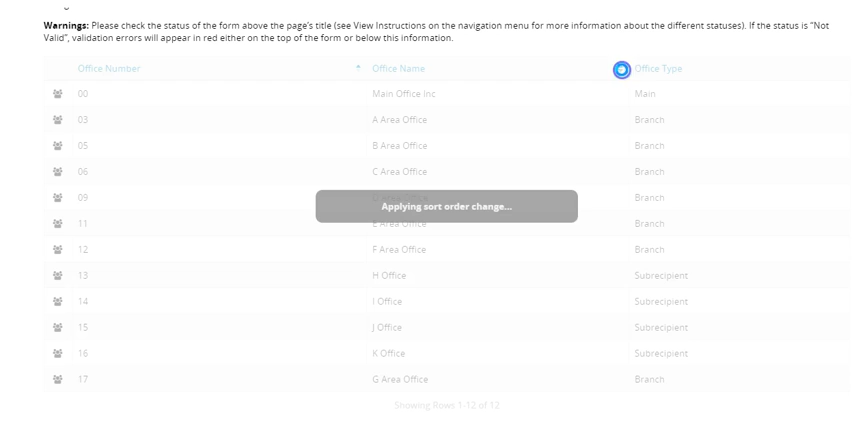 Warnings: Please check the status of the form above the page's title (see View Instructions on the navigation menu for more information about the different statuses). If the status is "Not
Valid", validation errors will appear in red either on the top of the form or below this information.
Office Number Office Name Office Type
00 Main Office Inc Main
03 A Area Office Branch
05 B Area Office Branch
06 C Area Office Branch
09 Branch
Applying sort order change...
11 E Area Office Branch
12 F Area Office Branch
13 H Office Subrecipient
14 I Office Subrecipient
15 J Office Subrecipient
16 K Office Subrecipient
17 G Area Office Branch
Showing Rows 1-12 of 12